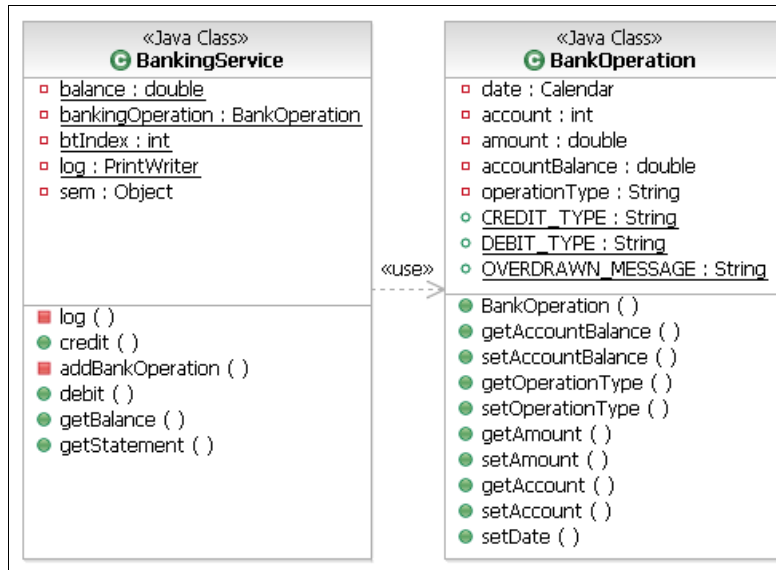 «Java Class»
BankingService
balance : double
bankingOperation : BankOperation
btIndex : int
log : PrintWriter
sem : Object
log ( )
credit ( )
addBankOperation ( )
debit ( )
getBalance ( )
getStatement ( )
«use»
«Java Class»
BankOperation
date : Calendar
account : int
amount : double
accountBalance : double
operationType : String
CREDIT_TYPE : String
DEBIT_TYPE : String
OVERDRAWN_MESSAGE : String
BankOperation ( )
getAccountBalance ( )
setAccountBalance ( )
getOperationType ( )
setOperationType ( )
getAmount ( )
setAmount ( )
getAccount ( )
setAccount ( )
setDate ( )